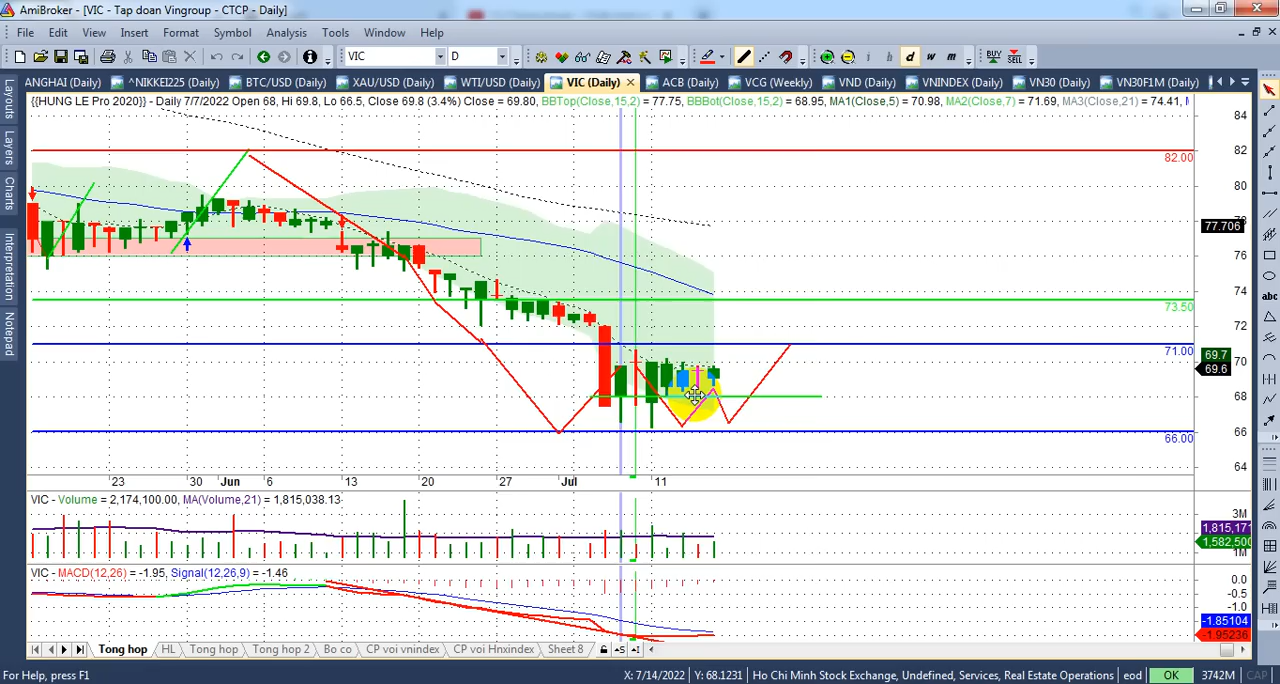 AmiBroker - [VIC - Tap doan Vingroup - CTCP - Daily]
File Edit View Insert Format Symbol Analysis Tools Window Help
VIC D i h d w m BUY SELL
ANGHAI (Daily) ^NIKKEI225 (Daily) BTC/USD (Daily) XAU/USD (Daily) WTI/USD (Daily) VIC (Daily) ACB (Daily) VCG (Weekly) VND (Daily) VNINDEX (Daily) VN30 (Daily) VN30F1M (Daily)
{{HUNG LE Pro 2020}} - Daily 7/7/2022 Open 68, Hi 69.8, Lo 66.5, Close 69.8 (3.4%) Close = 69.80, BBTop(Close,15,2) = 77.75, BBBot(Close,15,2) = 68.95, MA1(Close,5) = 70.98, MA2(Close,7) = 71.69, MA3(Close,21) = 74.41,
Layouts
Layers
Charts
Interpretation
Notepad
abc
84
82
82.00
80
78
77.706
76
74
73.50
72
71.00
69.7
70
69.6
68
66
66.00
64
23 30 Jun 6 13 20 27 Jul 11
VIC - Volume = 2,174,100.00, MA(Volume,21) = 1,815,038.13
3M
1,815,171
1,582,500
1M
VIC - MACD(12,26) = -1.95, Signal(12,26,9) = -1.46
0.0
-0.5
-1.0
-1.85104
-1.95236
Tong hop HL Tong hop Tong hop 2 Bo co CP voi vnindex CP voi Hnxindex Sheet 8
For Help, press F1 X: 7/14/2022 Y: 68.1231 Ho Chi Minh Stock Exchange, Undefined, Services, Real Estate Operations eod OK 3742M CAP